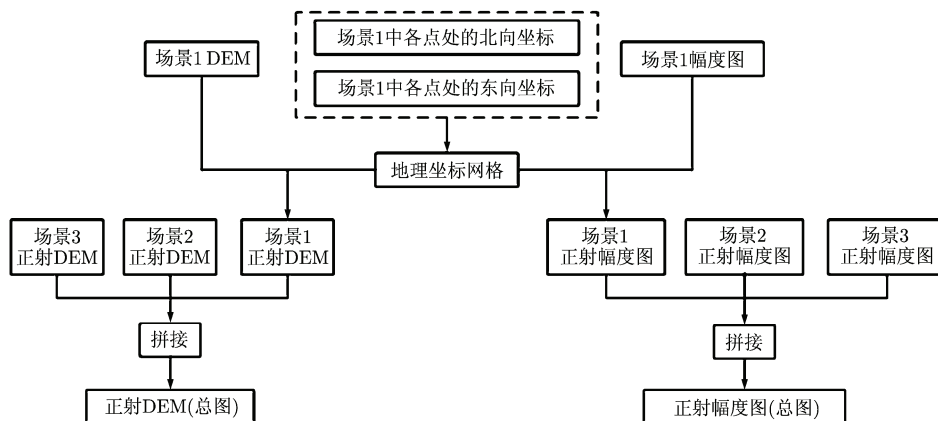 场景1中各点处的北向坐标
场景1 DEM
场景1幅度图
场景1中各点处的东向坐标
地理坐标网格
场景3
正射DEM
场景2
正射DEM
场景1
正射DEM
场景1
正射幅度图
场景2
正射幅度图
场景3
正射幅度图
拼接
拼接
正射DEM(总图)
正射幅度图(总图)